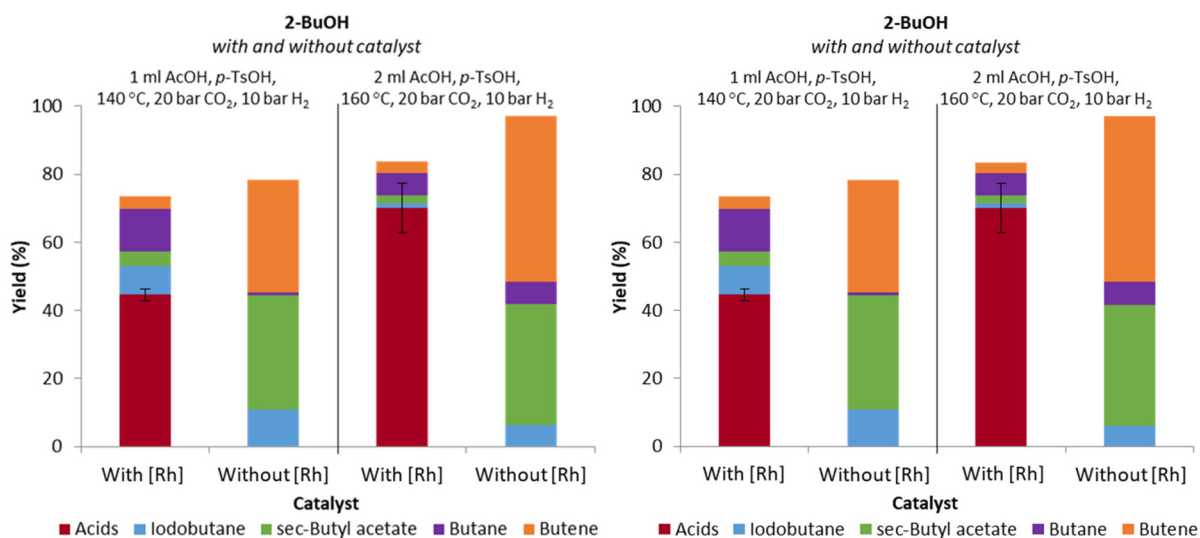 2-BuOH
with and without catalyst
1 ml AcOH, p-TsOH,
140 °C, 20 bar CO₂, 10 bar H₂
2 ml AcOH, p-TsOH,
160 °C, 20 bar CO₂, 10 bar H₂
100
80
60
40
20
0
Yield (%)
With [Rh]
Without [Rh]
With [Rh]
Without [Rh]
Catalyst
Acids
Iodobutane
sec-Butyl acetate
Butane
Butene
2-BuOH
with and without catalyst
1 ml AcOH, p-TsOH,
140 °C, 20 bar CO₂, 10 bar H₂
2 ml AcOH, p-TsOH,
160 °C, 20 bar CO₂, 10 bar H₂
100
80
60
40
20
0
Yield (%)
With [Rh]
Without [Rh]
With [Rh]
Without [Rh]
Catalyst
Acids
Iodobutane
sec-Butyl acetate
Butane
Butene